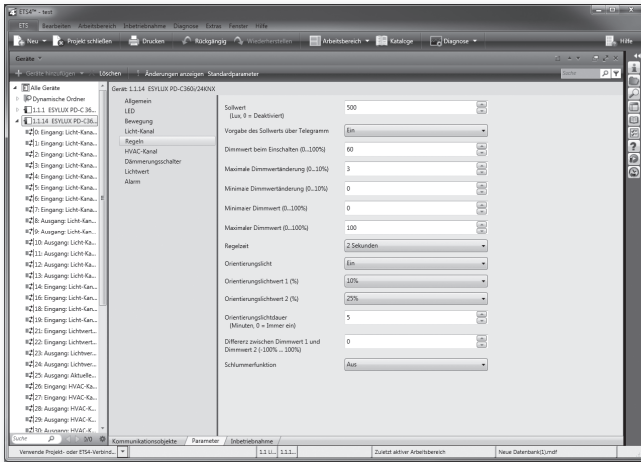 ETS4™ - test
ETS Bearbeiten Arbeitsbereich Inbetriebnahme Diagnose Extras Fenster Hilfe
Neu Projekt schließen Drucken Rückgängig Wiederherstellen Arbeitsbereich Kataloge Diagnose Hilfe
Geräte
Geräte hinzufügen Löschen Änderungen anzeigen Standardparameter Suche
Alle Geräte
Dynamische Ordner
1.1.1 ESYLUX PD-C36...
1.1.14 ESYLUX PD-C36...
0: Eingang: Licht-Kana...
1: Eingang: Licht-Kana...
2: Eingang: Licht-Kana...
3: Eingang: Licht-Kana...
4: Eingang: Licht-Kana...
5: Eingang: Licht-Kana...
6: Eingang: Licht-Kana...
7: Eingang: Licht-Kana...
8: Ausgang: Licht-Kan...
9: Ausgang: Licht-Kan...
10: Ausgang: Licht-Ka...
11: Ausgang: Licht-Ka...
12: Ausgang: Licht-Ka...
13: Ausgang: Licht-Ka...
14: Eingang: Licht-Kan...
16: Eingang: Licht-Kan...
18: Eingang: Licht-Kan...
19: Eingang: Licht-Kan...
21: Eingang: Lichtwert...
22: Eingang: Lichtwert...
23: Ausgang: Lichtwer...
24: Ausgang: Lichtwer...
25: Ausgang: Aktuelle...
26: Eingang: HVAC-Ka...
27: Eingang: HVAC-Ka...
28: Ausgang: HVAC-K...
29: Ausgang: HVAC-K...
30: Ausgang: HVAC-K...
Suche 0/0
Gerät: 1.1.14 ESYLUX PD-C360i/24KNX
Allgemein
LED
Bewegung
Licht-Kanal
Regeln
HVAC-Kanal
Dämmerungsschalter
Lichtwert
Alarm
Sollwert
(Lux, 0 = Deaktiviert)
500
Vorgabe des Sollwerts über Telegramm Ein
Dimmwert beim Einschalten (0...100%) 60
Maximale Dimmwertänderung (0...10%) 3
Minimaie Dimmwertändrung (0...10%) 0
Minimaier Dimmwert (0...100%) 0
Maximaler Dimmwert (0...100%) 100
Regelzeit 2 Sekunden
Orientierungslicht Ein
Orientierungslichtwert 1 (%) 10%
Orientierungslichtwert 2 (%) 25%
Orientierungslichtdauer
(Minuten, 0 = Immer ein)
5
Differerz zwischen Dimmwert 1 und
Dimmwert 2 (-100% ... 100%)
0
Schlummerfunktion Aus
Kommunikationsobjekte Parameter Inbetriebnahme
Verwende Projekt- oder ETS4-Verbind... 1.1 Li... 1.1.1... Zuletzt aktiver Arbeitsbereich Neue Datenbank(1).mdf